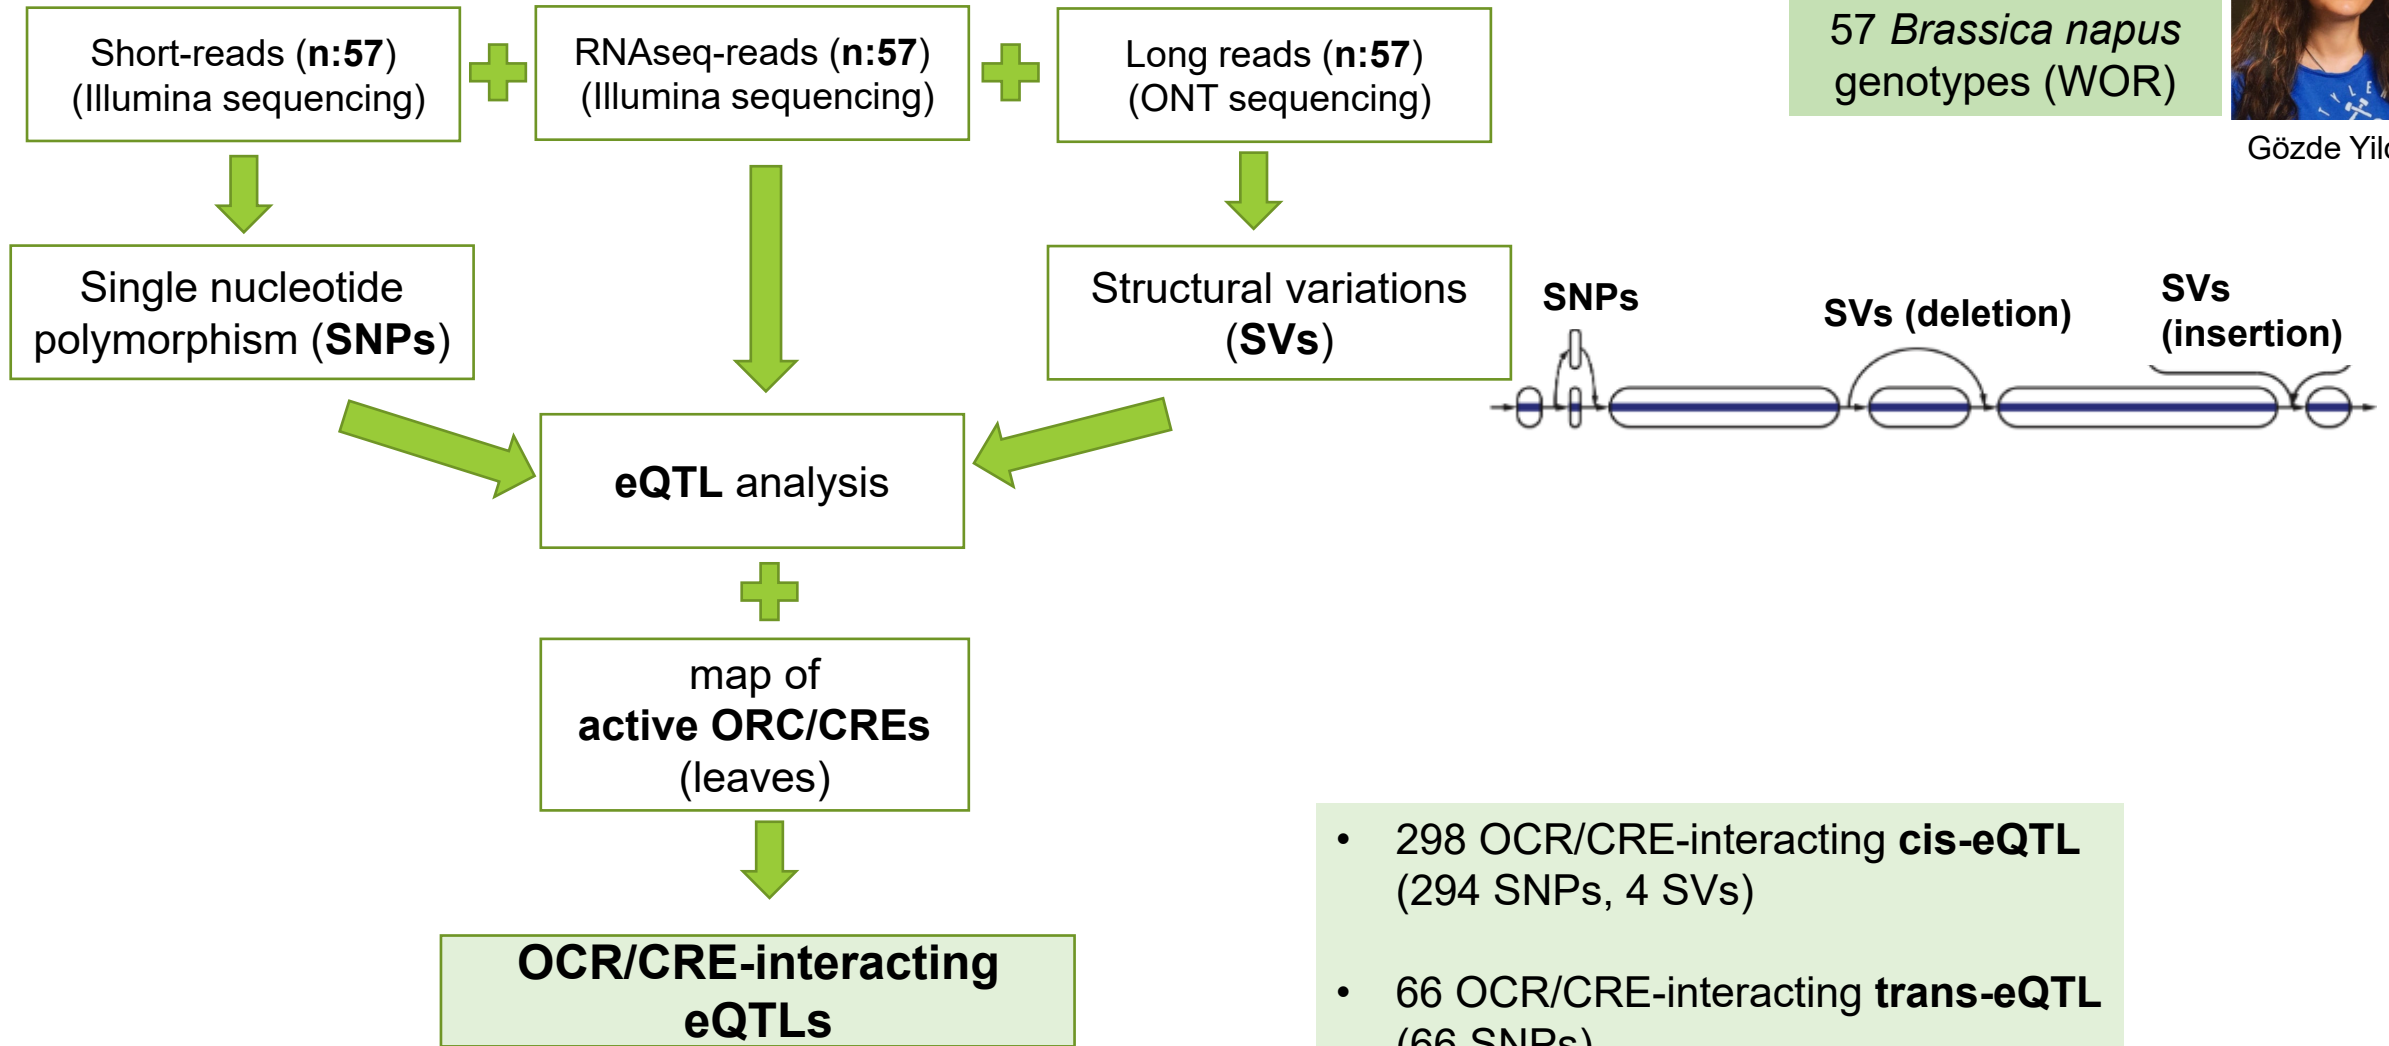 Short-reads (n:57)
(Illumina sequencing)
RNAseq-reads (n:57)
(Illumina sequencing)
Long reads (n:57)
(ONT sequencing)
57 Brassica napus
genotypes (WOR)
Gözde
Single nucleotide
polymorphism (SNPs)
Structural variations
(SVs)
SNPs
SVs (deletion)
SVs
(insertion)
eQTL analysis
map of
active ORC/CREs
(leaves)
OCR/CRE-interacting
eQTLs
• 298 OCR/CRE-interacting cis-eQTL
(294 SNPs, 4 SVs)
• 66 OCR/CRE-interacting trans-eQTL
(66 SNPs)